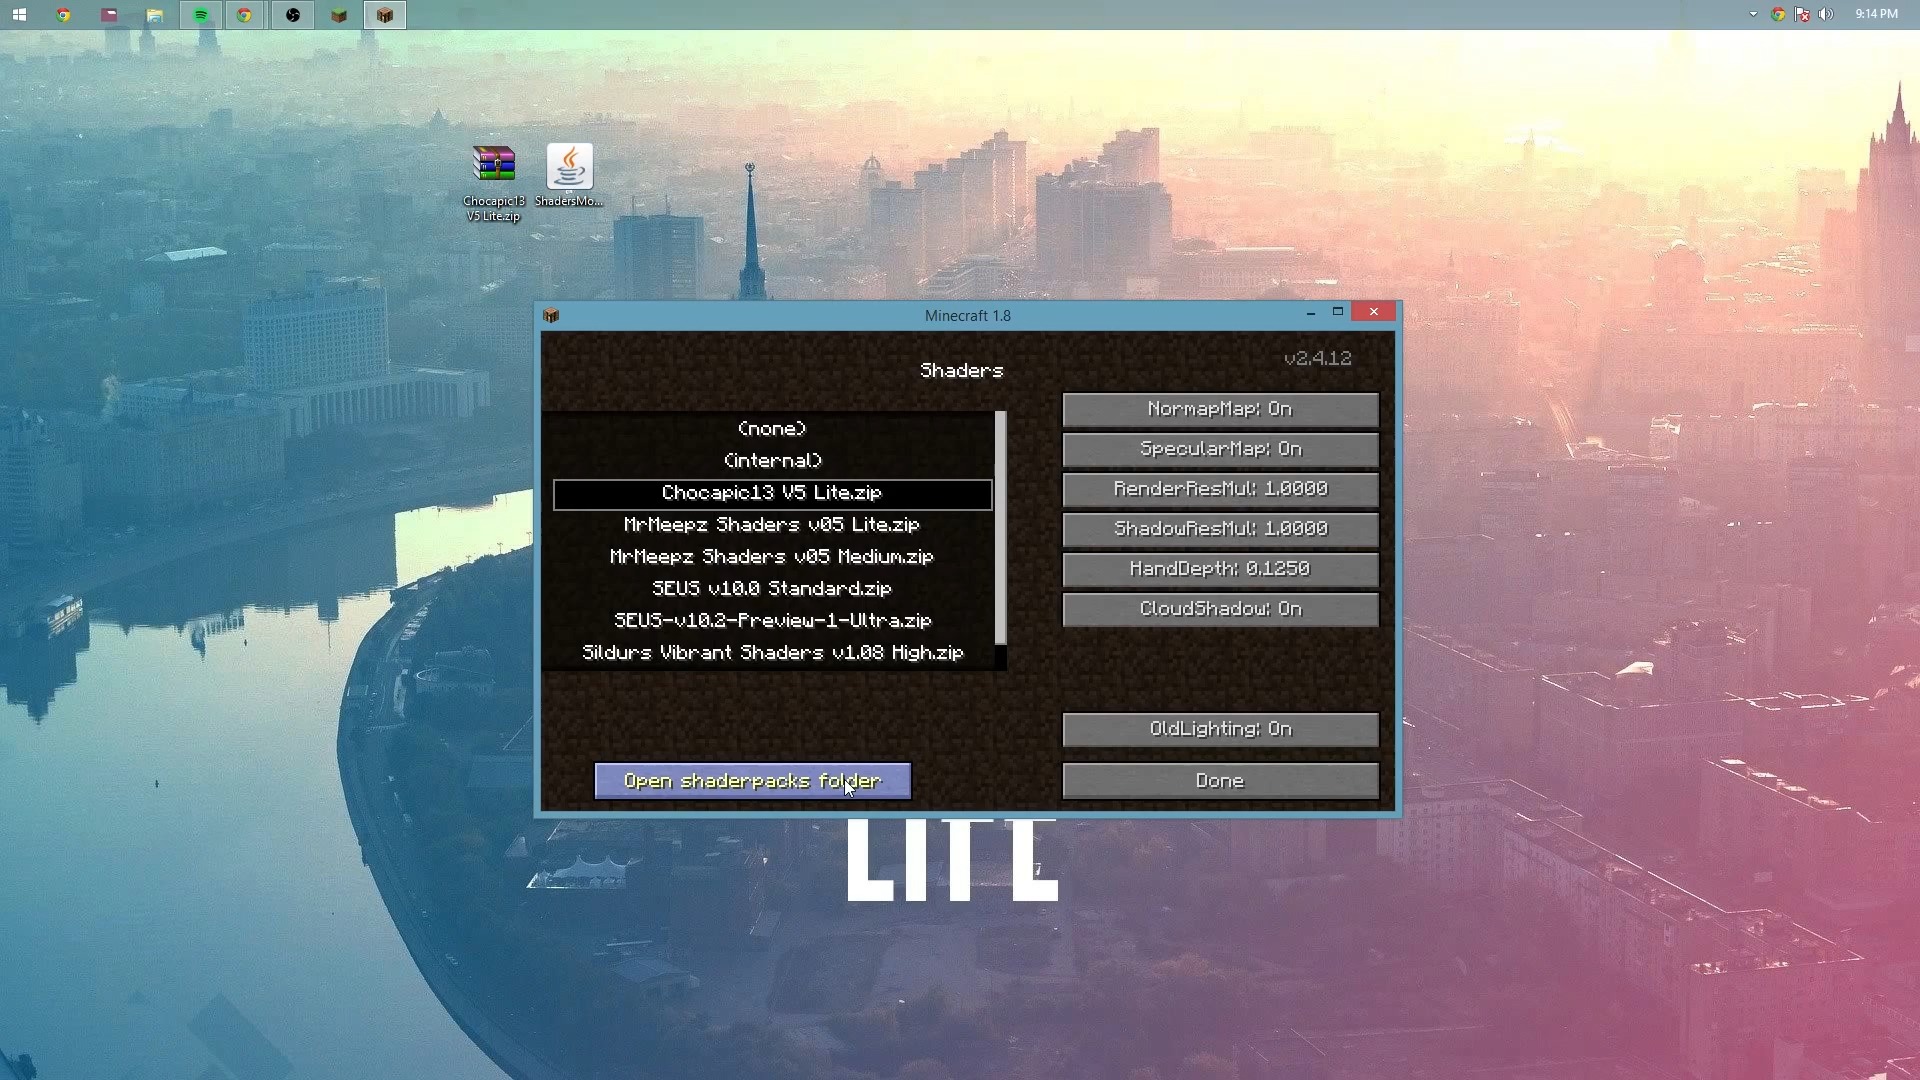 9:14 PM
Chocapic13
V5 Lite.zip
ShadersMo...
Minecraft 1.8
v2.4.12
Shaders
(none)
(internal)
Chocapic13 V5 Lite.zip
MrMeepz Shaders v05 Lite.zip
MrMeepz Shaders v05 Medium.zip
SEUS v10.0 Standard.zip
SEUS-v10.2-Preview-1-Ultra.zip
Sildurs Vibrant Shaders v1.08 High.zip
NormapMap: On
SpecularMap: On
RenderResMul: 1.0000
ShadowResMul: 1.0000
HandDepth: 0.1250
CloudShadow: On
OldLighting: On
Open shaderpacks folder
Done
LIFE